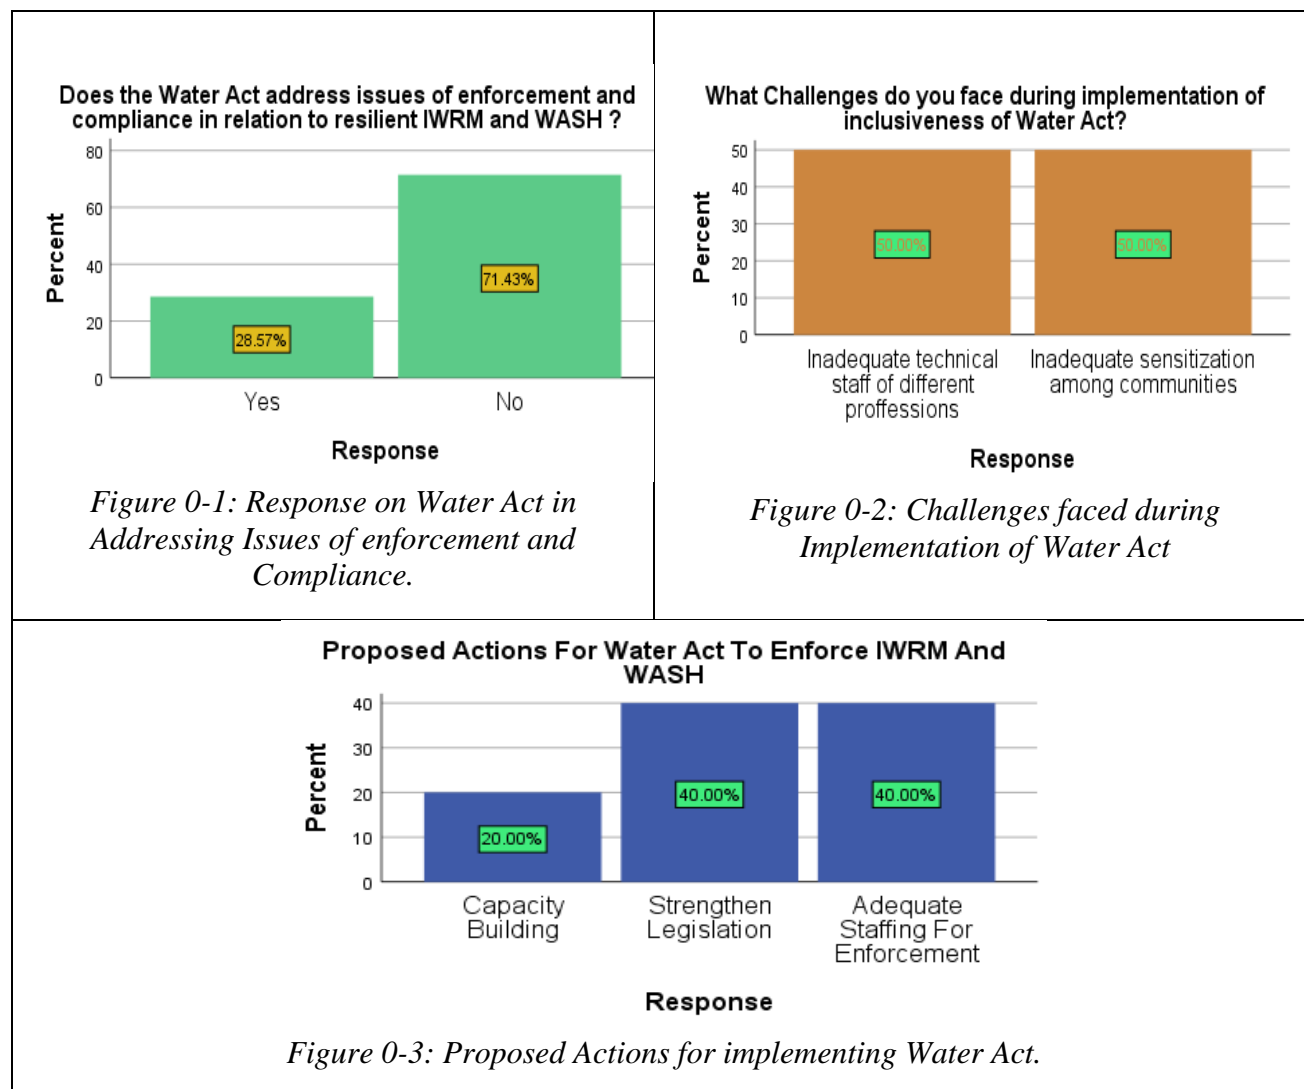 Does the Water Act address issues of enforcement and
compliance in relation to resilient IWRM and WASH ?
80
60
40
20
0
Percent
28.57%
71.43%
Yes
No
Response
Figure 0-1: Response on Water Act in
Addressing Issues of enforcement and
Compliance.
What Challenges do you face during implementation of
inclusiveness of Water Act?
50
40
30
20
10
0
Percent
50.00%
50.00%
Inadequate technical
staff of different
proffessions
Inadequate sensitization
among communities
Response
Figure 0-2: Challenges faced during
Implementation of Water Act
Proposed Actions For Water Act To Enforce IWRM And
WASH
40
30
20
10
0
Percent
20.00%
40.00%
40.00%
Capacity
Building
Strengthen
Legislation
Adequate
Staffing For
Enforcement
Response
Figure 0-3: Proposed Actions for implementing Water Act.